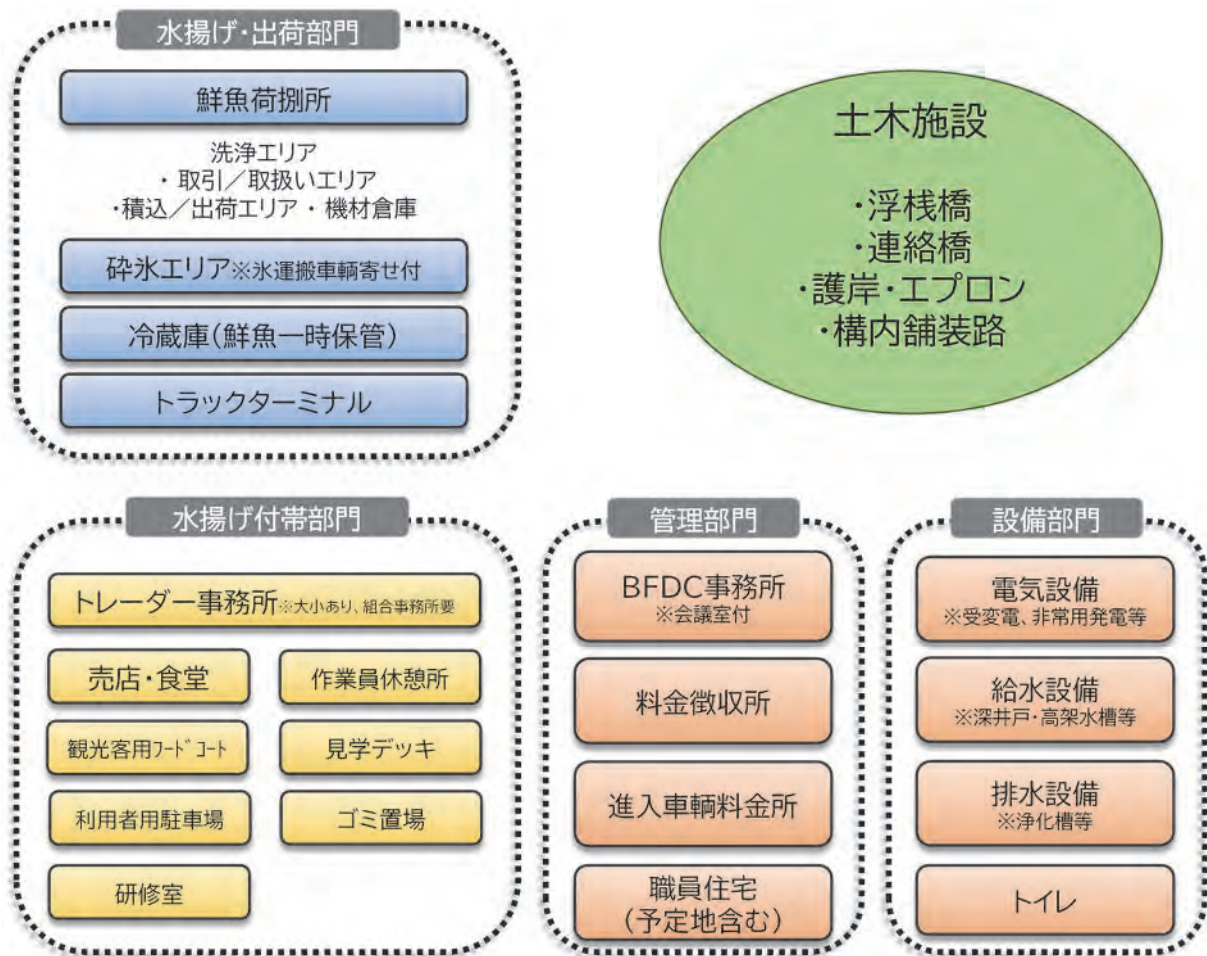 水揚げ・出荷部門
鮮魚荷捌所
洗浄エリア
・取引／取扱いエリア
・積込／出荷エリア ・ 機材倉庫
砕氷エリア※氷運搬車輌寄せ付
冷蔵庫(鮮魚一時保管)
トラックターミナル
土木施設
・浮桟橋
・連絡橋
・護岸・エプロン
・構内舗装路
水揚げ付帯部門
トレーダー事務所※大小あり、組合事務所要
売店・食堂
作業員休憩所
観光客用ﾌｰﾄﾞｺｰﾄ
見学デッキ
利用者用駐車場
ゴミ置場
研修室
管理部門
BFDC事務所
※会議室付
料金徴収所
進入車輌料金所
職員住宅
(予定地含む)
設備部門
電気設備
※受変電、非常用発電等
給水設備
※深井戸・高架水槽等
排水設備
※浄化槽等
トイレ